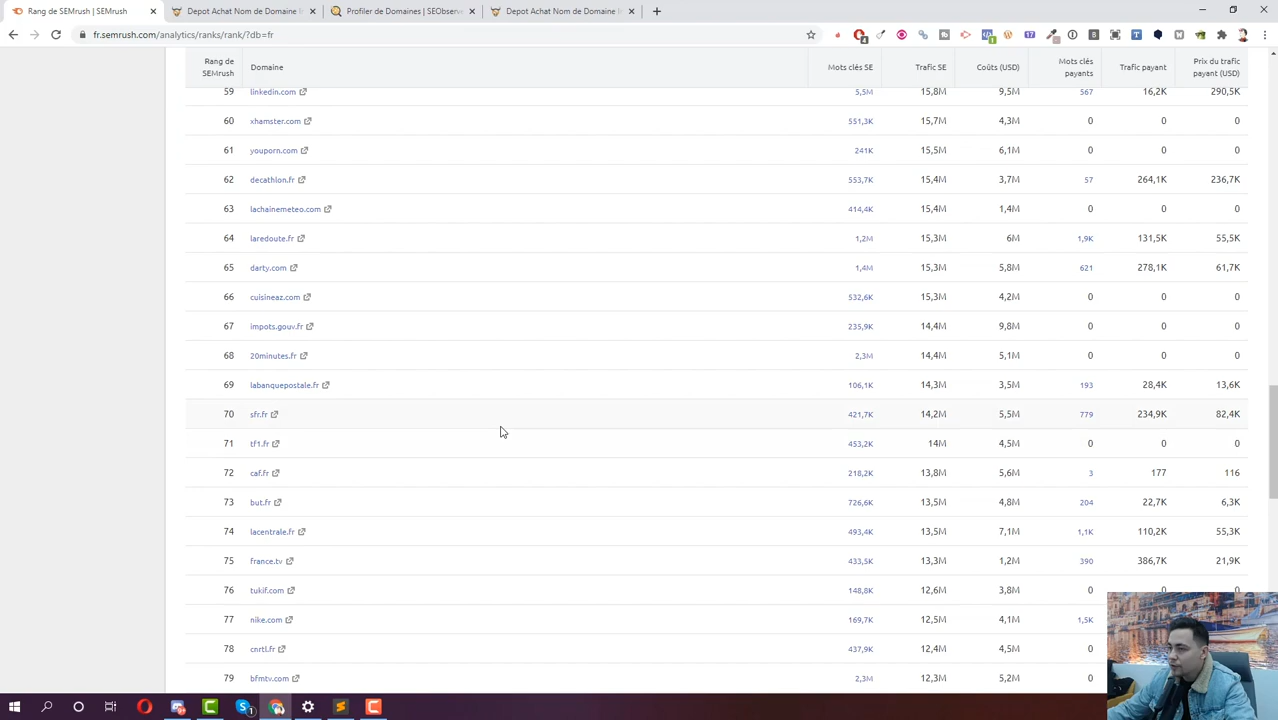 Rang de SEMrush | SEMrush
Depot Achat Nom de Domaine In
Profiler de Domaines | SEObserve
Depot Achat Nom de Domaine In
fr.semrush.com/analytics/ranks/rank/?db=fr
Rang de SEMrush Domaine Mots clés SE Trafic SE Coûts (USD) Mots clés payants Trafic payant Prix du trafic payant (USD)
59 linkedin.com 5,5M 15,8M 9,5M 567 16,2K 290,5K
60 xhamster.com 551,3K 15,7M 4,3M 0 0 0
61 youporn.com 241K 15,5M 6,1M 0 0 0
62 decathlon.fr 553,7K 15,4M 3,7M 57 264,1K 236,7K
63 lachainemeteo.com 414,4K 15,4M 1,4M 0 0 0
64 laredoute.fr 1,2M 15,3M 6M 1,9K 131,5K 55,5K
65 darty.com 1,4M 15,3M 5,8M 621 278,1K 61,7K
66 cuisineaz.com 532,6K 15,3M 4,2M 0 0 0
67 impots.gouv.fr 235,9K 14,4M 9,8M 0 0 0
68 20minutes.fr 2,3M 14,4M 5,1M 0 0 0
69 labanquepostale.fr 106,1K 14,3M 3,5M 193 28,4K 13,6K
70 sfr.fr 421,7K 14,2M 5,5M 779 234,9K 82,4K
71 tf1.fr 453,2K 14M 4,5M 0 0 0
72 caf.fr 218,2K 13,8M 5,6M 3 177 116
73 but.fr 726,6K 13,5M 4,8M 204 22,7K 6,3K
74 lacentrale.fr 493,4K 13,5M 7,1M 1,1K 110,2K 55,3K
75 france.tv 433,5K 13,3M 1,2M 390 386,7K 21,9K
76 tukif.com 148,8K 12,6M 3,8M 0 0 0
77 nike.com 169,7K 12,5M 4,1M 1,5K
78 cnrtl.fr 437,9K 12,4M 4,5M 0
79 bfmtv.com 2,3M 12,3M 5,2M 0